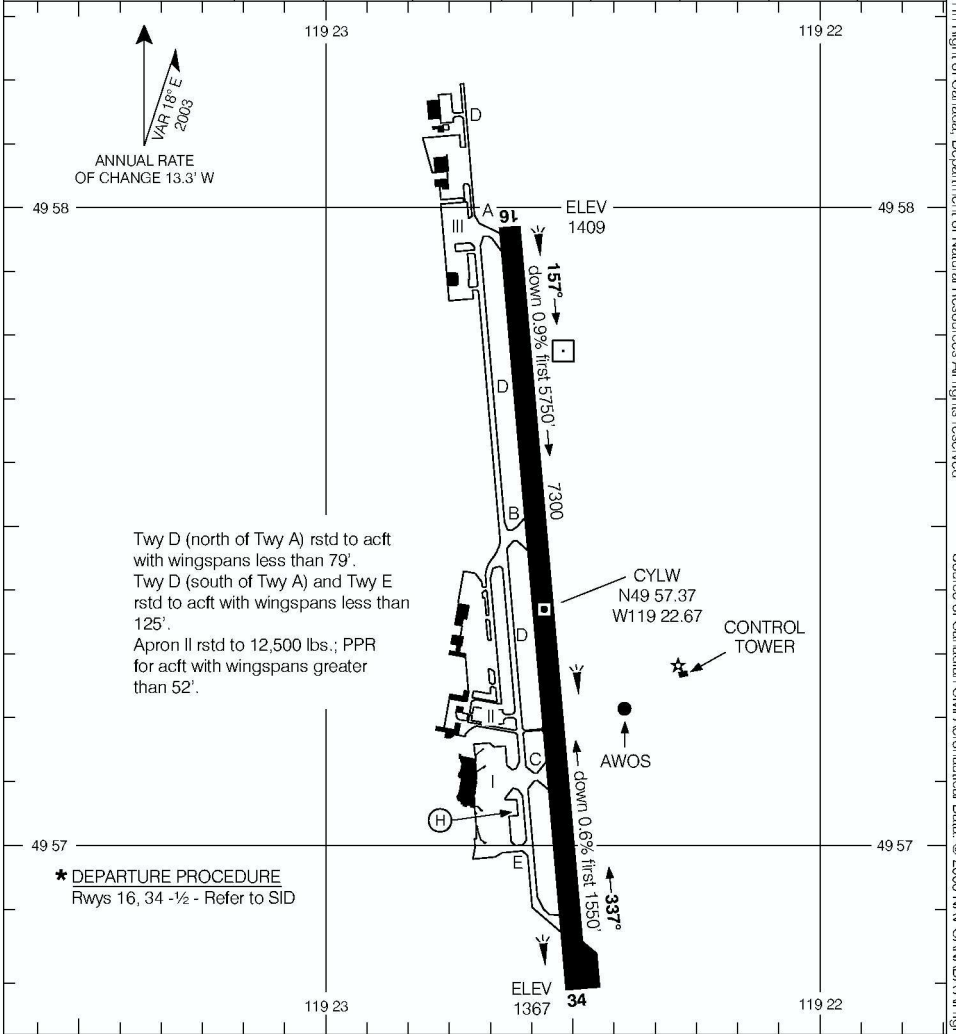 119 23
119 22
VAR 18° E
2003
ANNUAL RATE
OF CHANGE 13.3' W
D
49 58
A
16
ELEV
1409
49 58
III
157°
down 0.9% first 5750'
D
7300
B
Twy D (north of Twy A) rstd to acft
with wingspans less than 79'.
Twy D (south of Twy A) and Twy E
rstd to acft with wingspans less than
125'.
Apron II rstd to 12,500 lbs.; PPR
for acft with wingspans greater
than 52'.
CYLW
N49 57.37
W119 22.67
CONTROL
TOWER
D
II
AWOS
C
I
H
down 0.6% first 1550'
337°
49 57
E
49 57
* DEPARTURE PROCEDURE
Rwys 16, 34 -½ - Refer to SID
ELEV
1367
34
119 23
119 22